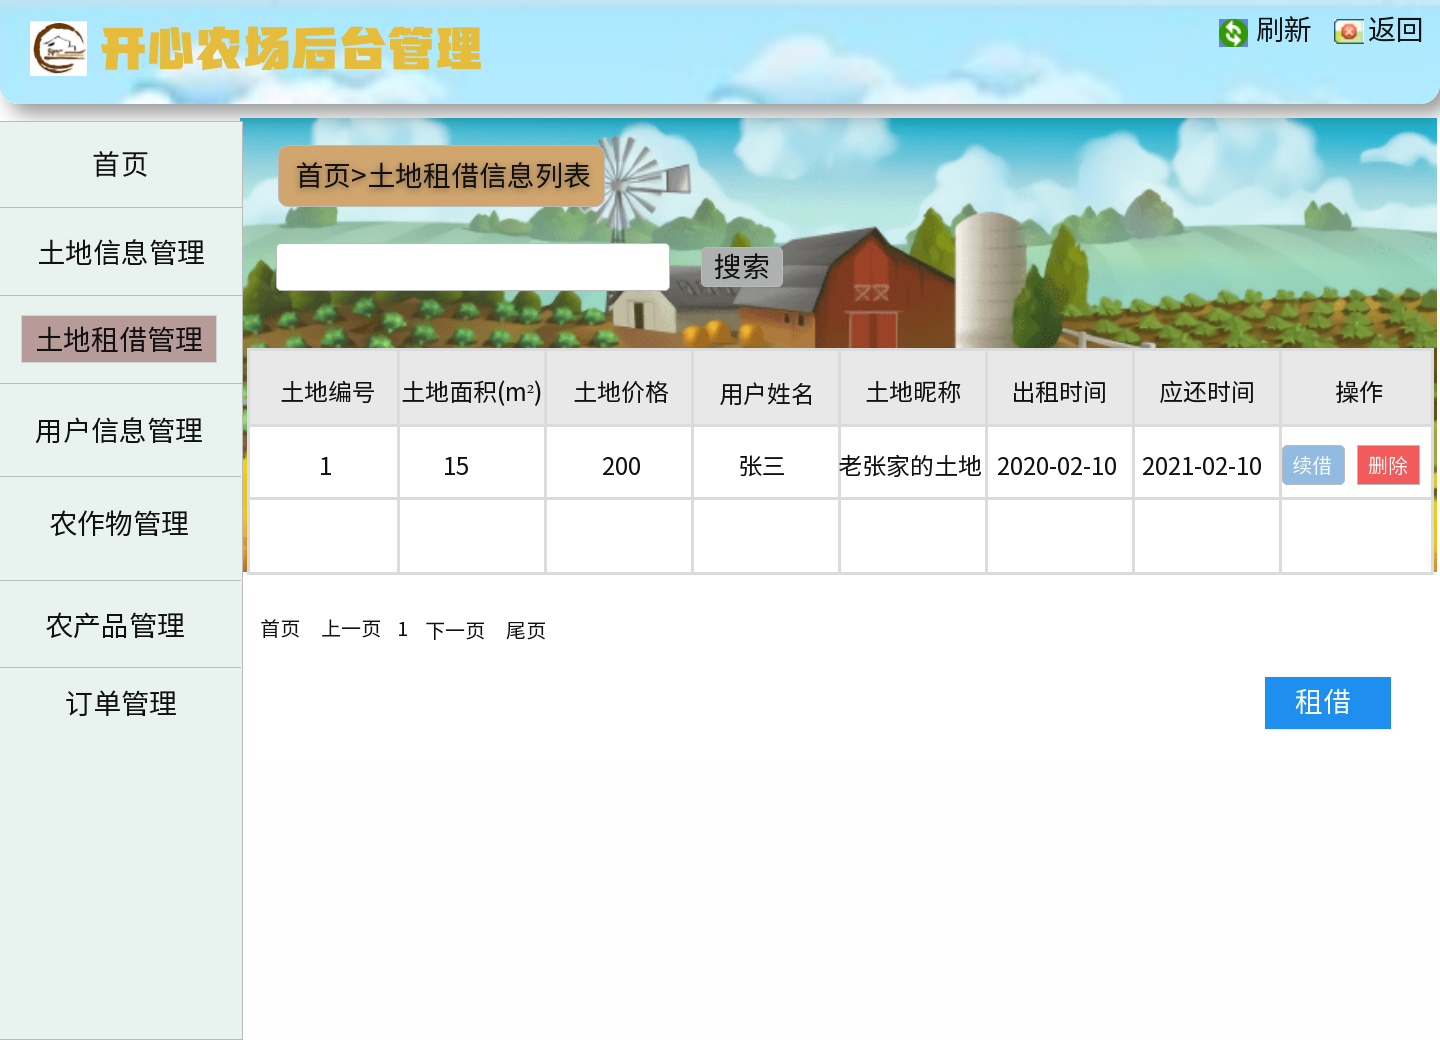 开心农场后台管理
刷新 返回
首页
土地信息管理
土地租借管理
用户信息管理
农作物管理
农产品管理
订单管理
首页>土地租借信息列表
搜索
土地编号 土地面积(m²) 土地价格 用户姓名 土地昵称 出租时间 应还时间 操作
1 15 200 张三 老张家的土地 2020-02-10 2021-02-10 续借 删除
首页 上一页 1 下一页 尾页
租借